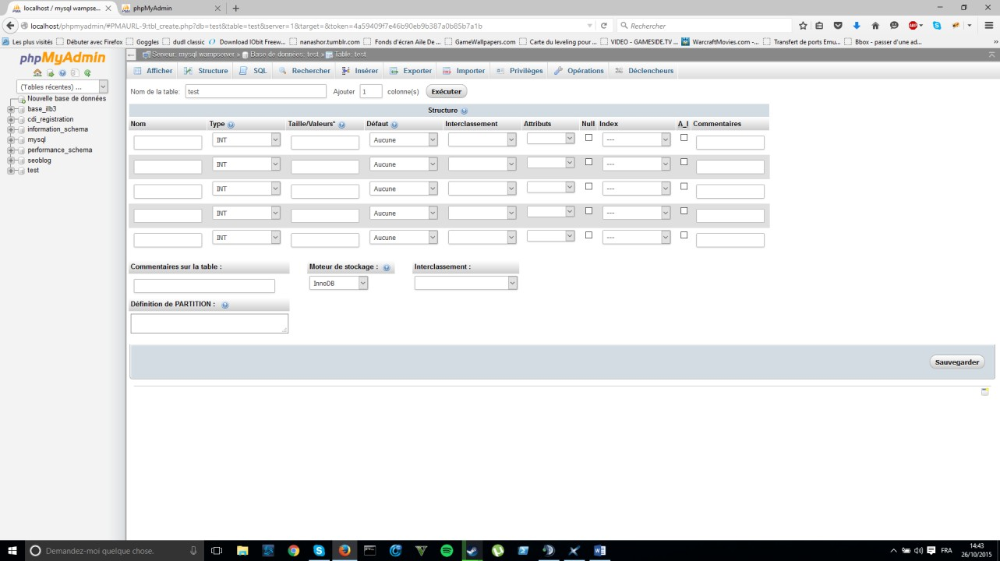 localhost / mysql wampse...
phpMyAdmin
localhost/phpmyadmin/#PMAURL-9:tbl_create.php?db=test&table=test&server=1&target=&token=4a59409f7e46b90eb9b387a0b85b7a1b
Rechercher
Les plus visités
Débuter avec Firefox
Goggles
dudl classic
Download IObit Freew...
nanashor.tumblr.com
Fonds d'écran Aile De ...
GameWallpapers.com
Carte du leveling pour ...
VIDEO - GAMESIDE.TV ...
WarcraftMovies.com -...
Transfert de ports Emu...
Bbox - passer d'une ad...
phpMyAdmin
(Tables récentes) ...
Nouvelle base de données
base_ilb3
cdi_registration
information_schema
mysql
performance_schema
seoblog
test
Serveur: mysql wampserver » Base de données: test » Table: test
Afficher Structure SQL Rechercher Insérer Exporter Importer Privilèges Opérations Déclencheurs
Nom de la table: test Ajouter 1 colonne(s) Exécuter
Structure
Nom Type Taille/Valeurs* Défaut Interclassement Attributs Null Index A_I Commentaires
INT Aucune ---
INT Aucune ---
INT Aucune ---
INT Aucune ---
INT Aucune ---
Commentaires sur la table : Moteur de stockage : Interclassement :
InnoDB
Définition de PARTITION :
Sauvegarder
Demandez-moi quelque chose.
FRA
14:43
26/10/2015